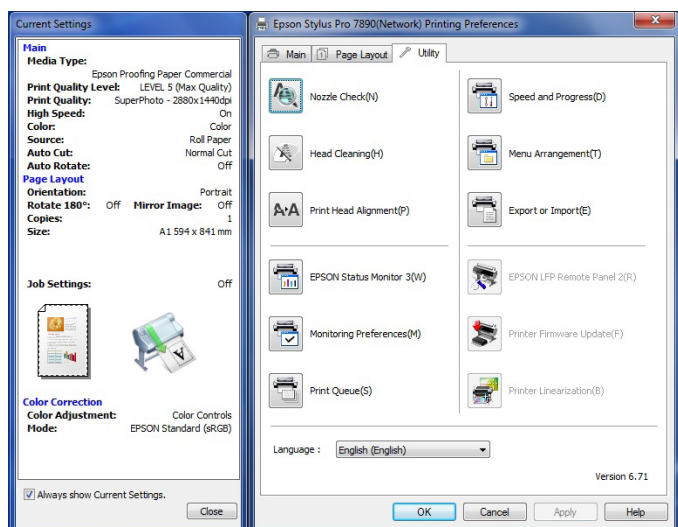 Current Settings
Main
Media Type:
Epson Proofing Paper Commercial
Print Quality Level: LEVEL 5 (Max Quality)
Print Quality: SuperPhoto - 2880x1440dpi
High Speed: On
Color: Color
Source: Roll Paper
Auto Cut: Normal Cut
Auto Rotate: Off
Page Layout
Orientation: Portrait
Rotate 180°: Off Mirror Image: Off
Copies: 1
Size: A1 594 x 841 mm
Job Settings: Off
A
Color Correction
Color Adjustment: Color Controls
Mode: EPSON Standard (sRGB)
Always show Current Settings.
Close
Epson Stylus Pro 7890(Network) Printing Preferences
Main Page Layout Utility
Nozzle Check(N)
Speed and Progress(D)
Head Cleaning(H)
Menu Arrangement(T)
A A Print Head Alignment(P)
Export or Import(E)
EPSON Status Monitor 3(W)
EPSON LFP Remote Panel 2(R)
Monitoring Preferences(M)
Printer Firmware Update(F)
Print Queue(S)
Printer Linearization(B)
Language : English (English)
Version 6.71
OK Cancel Apply Help